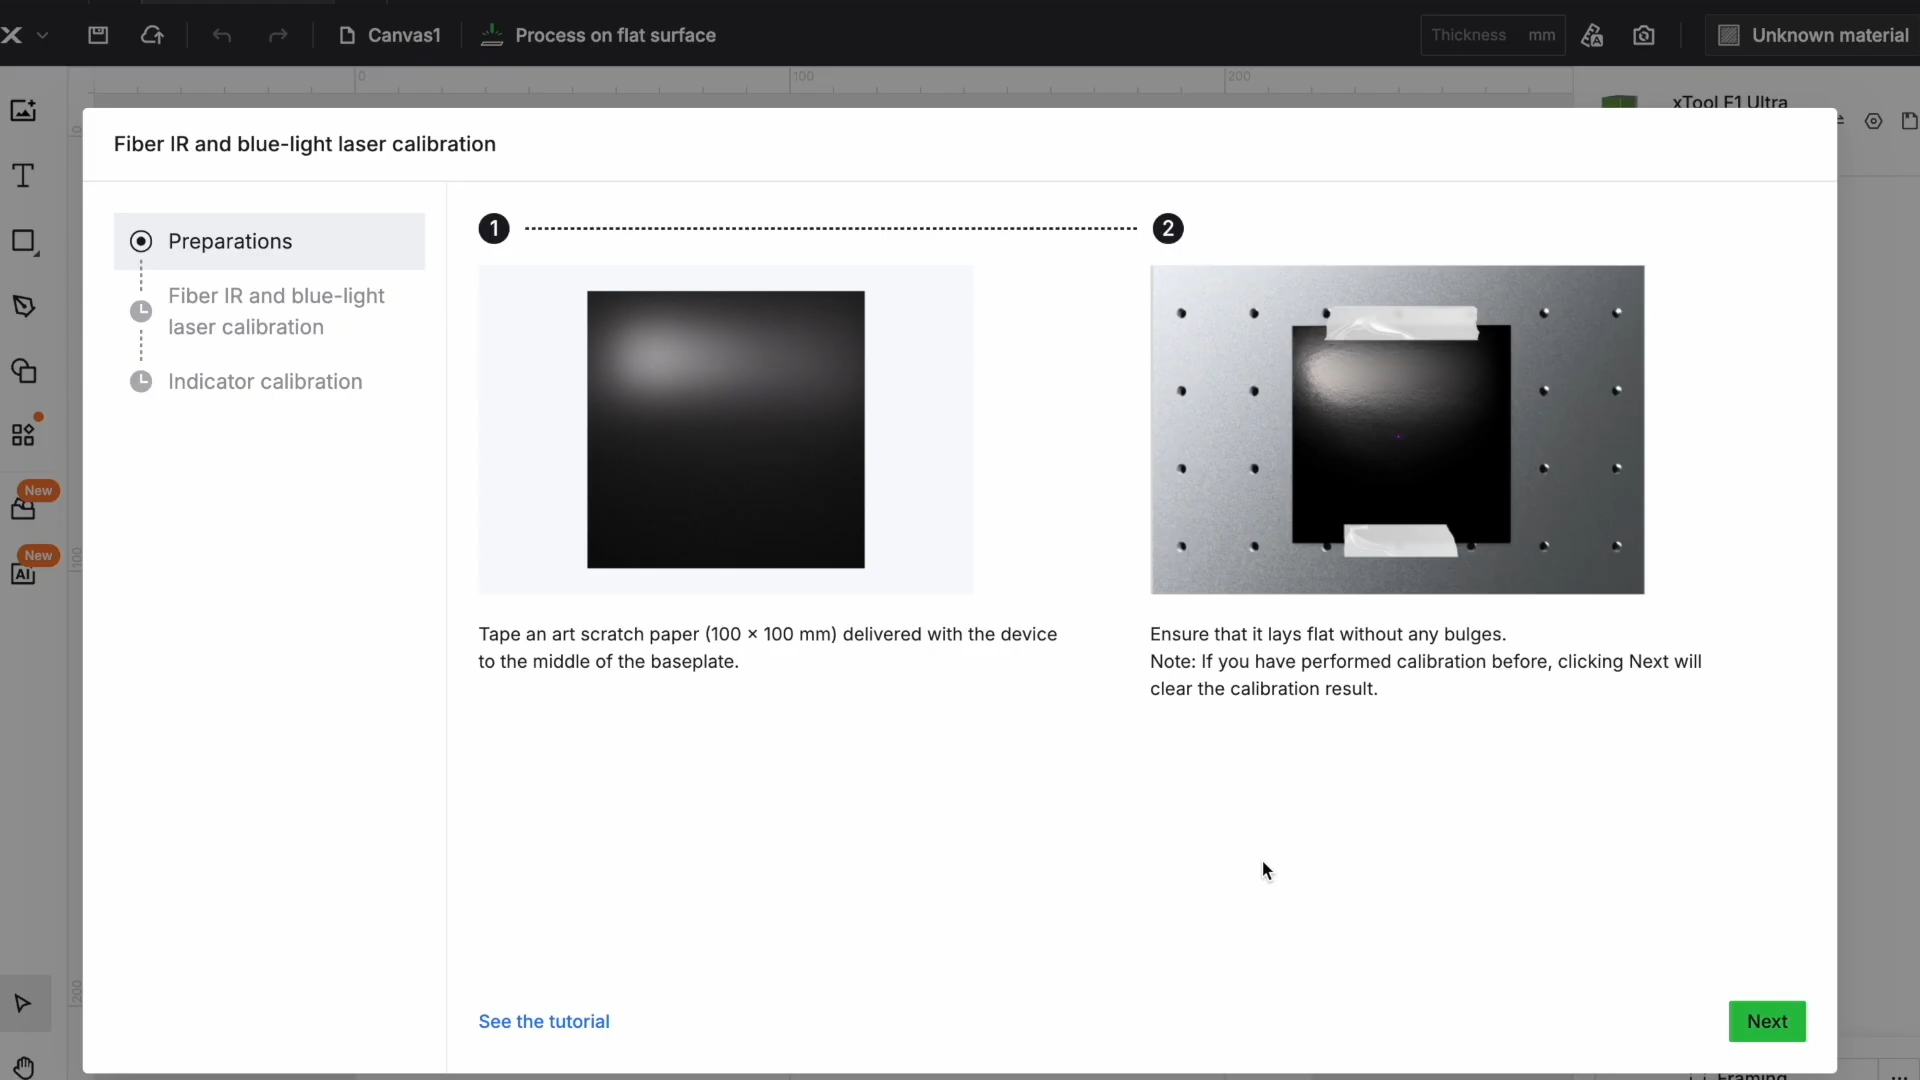 Canvas1
Process on flat surface
Thickness mm
Unknown material
0
100
200
xTool F1 Ultra
Fiber IR and blue-light laser calibration
Preparations
Fiber IR and blue-light
laser calibration
Indicator calibration
1
2
Tape an art scratch paper (100 × 100 mm) delivered with the device
to the middle of the baseplate.
Ensure that it lays flat without any bulges.
Note: If you have performed calibration before, clicking Next will
clear the calibration result.
New
New
AI
0
100
200
See the tutorial
Next
Framing